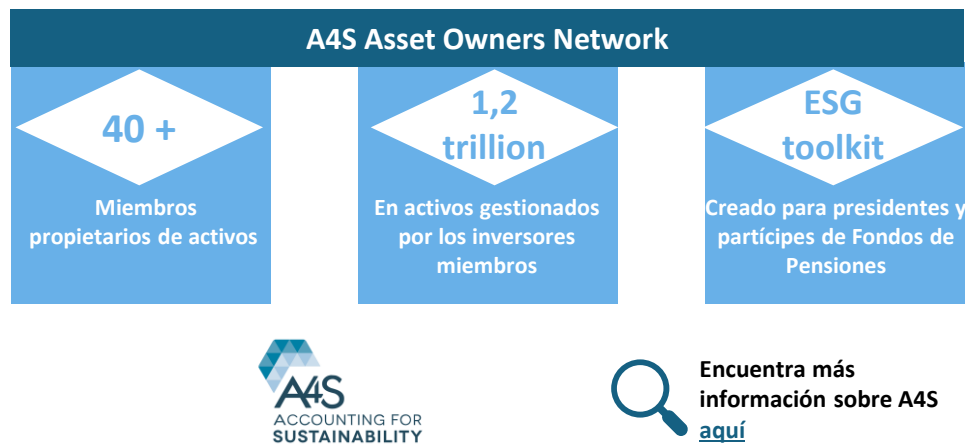 A4S Asset Owners Network
40 +
Miembros
propietarios de activos
1,2
trillion
En activos gestionados
por los inversores
miembros
ESG
toolkit
Creado para presidentes y
partícipes de Fondos de
Pensiones
A4S
ACCOUNTING FOR
SUSTAINABILITY
Encuentra más
información sobre A4S
aquí